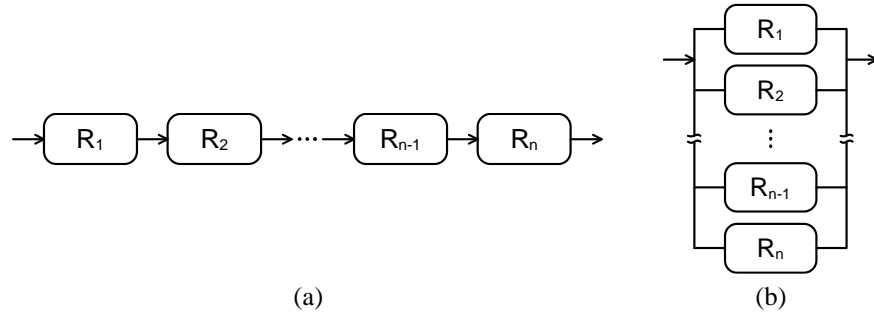 R₁ R₂ ... Rₙ₋₁ Rₙ
(a)
R₁
R₂
⋮
Rₙ₋₁
Rₙ
(b)